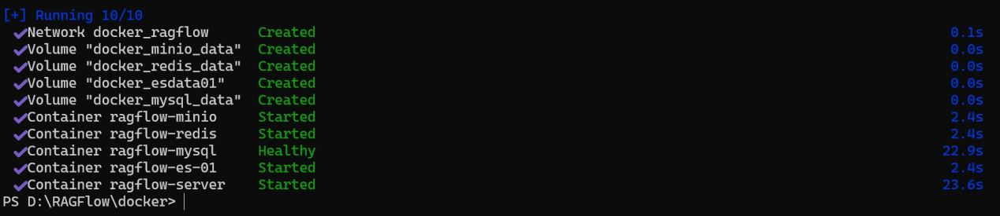 [+] Running 10/10
✔Network docker_ragflow Created 0.1s
✔Volume "docker_minio_data" Created 0.0s
✔Volume "docker_redis_data" Created 0.0s
✔Volume "docker_esdata01" Created 0.0s
✔Volume "docker_mysql_data" Created 0.0s
✔Container ragflow-minio Started 2.4s
✔Container ragflow-redis Started 2.4s
✔Container ragflow-mysql Healthy 22.9s
✔Container ragflow-es-01 Started 2.4s
✔Container ragflow-server Started 23.6s
PS D:\RAGFlow\docker>